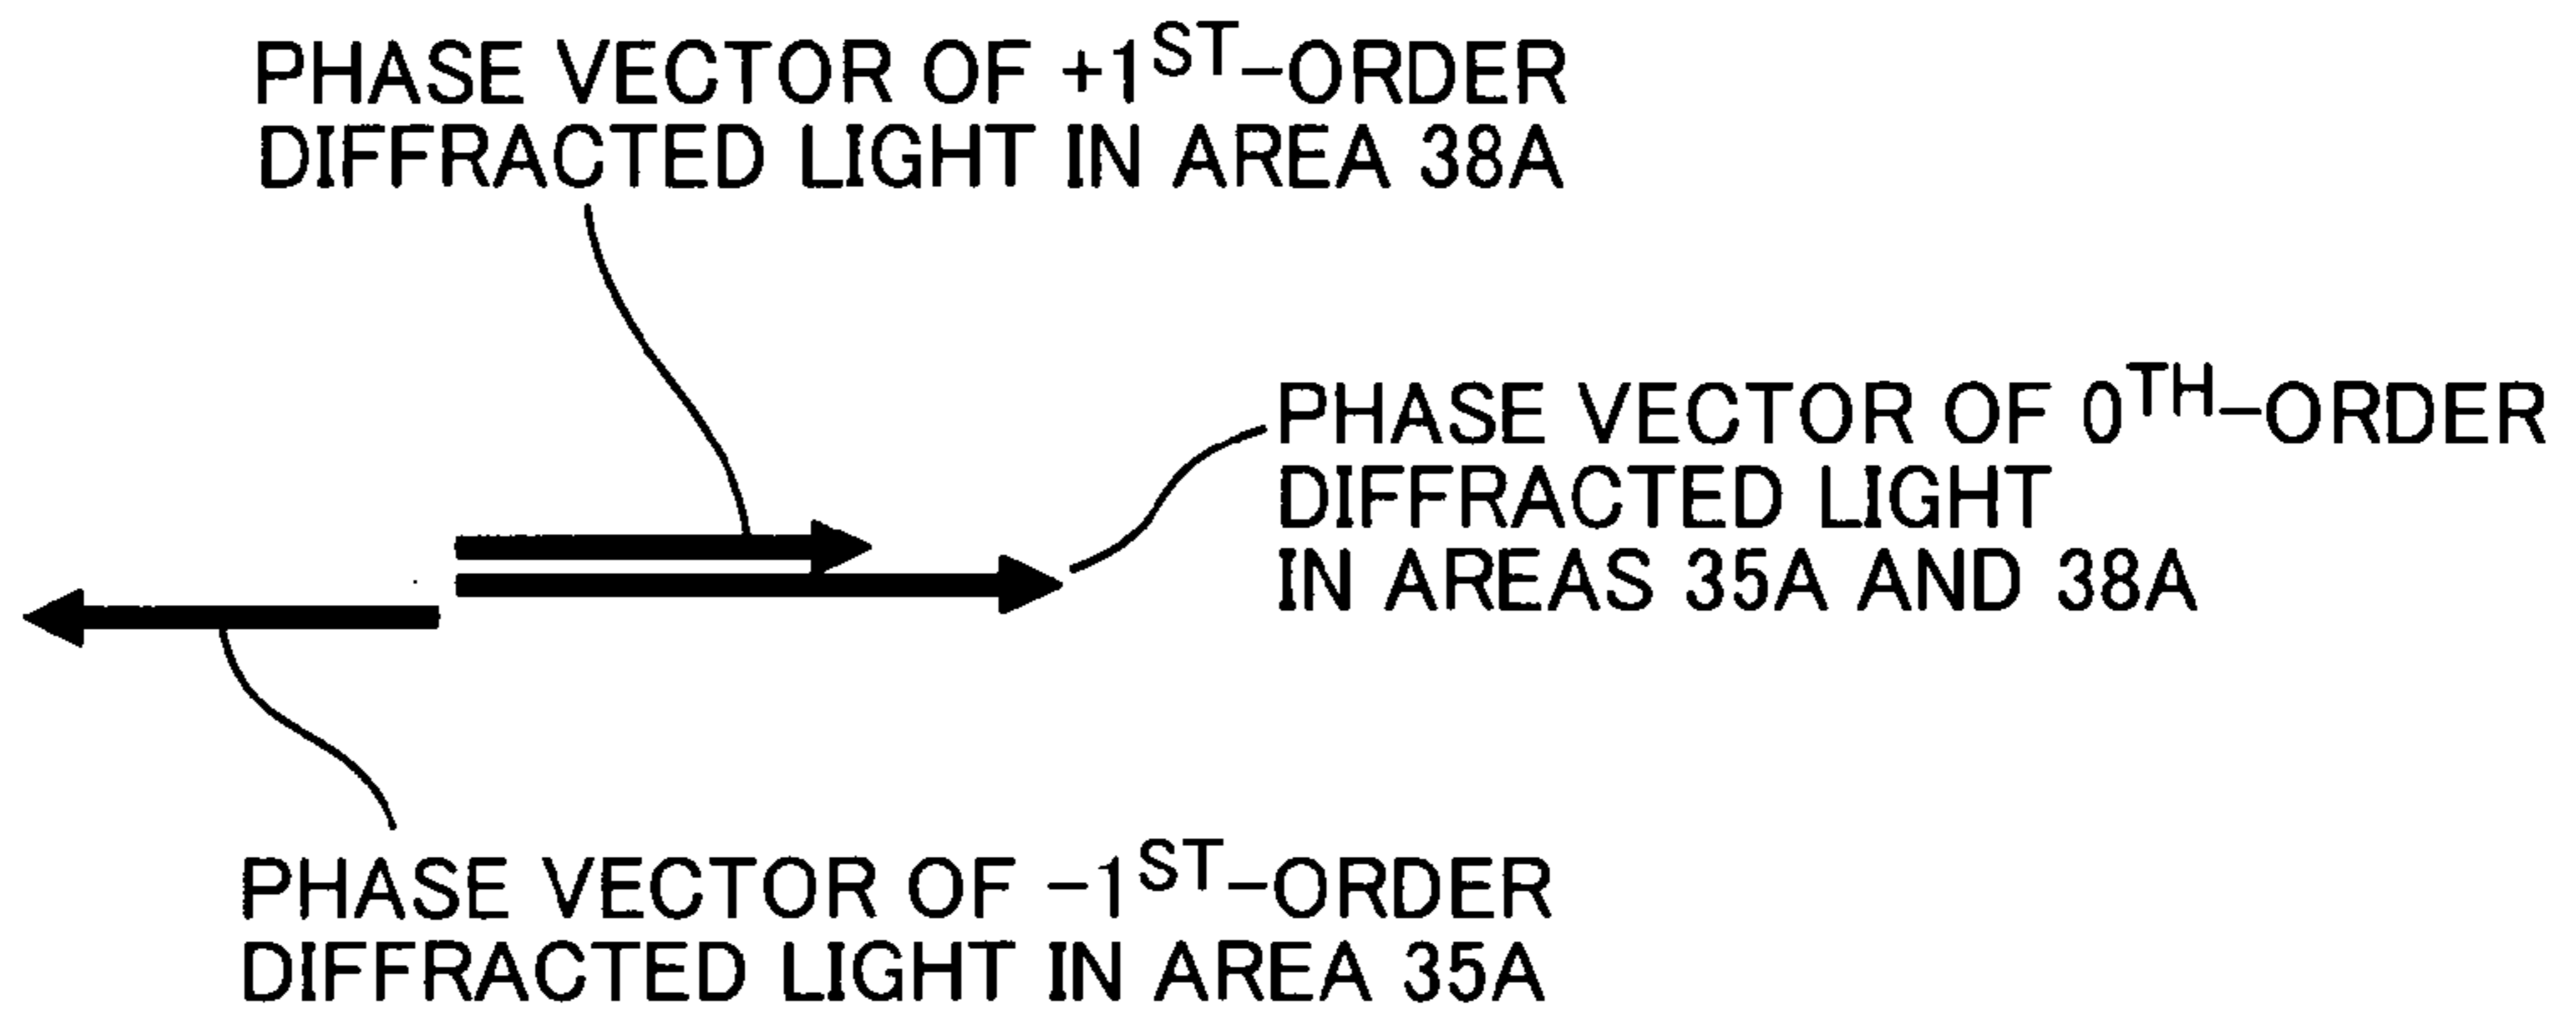 PHASE VECTOR OF +1ST-ORDER
DIFFRACTED LIGHT IN AREA 38A
PHASE VECTOR OF 0TH-ORDER
DIFFRACTED LIGHT
IN AREAS 35A AND 38A
PHASE VECTOR OF -1ST-ORDER
DIFFRACTED LIGHT IN AREA 35A